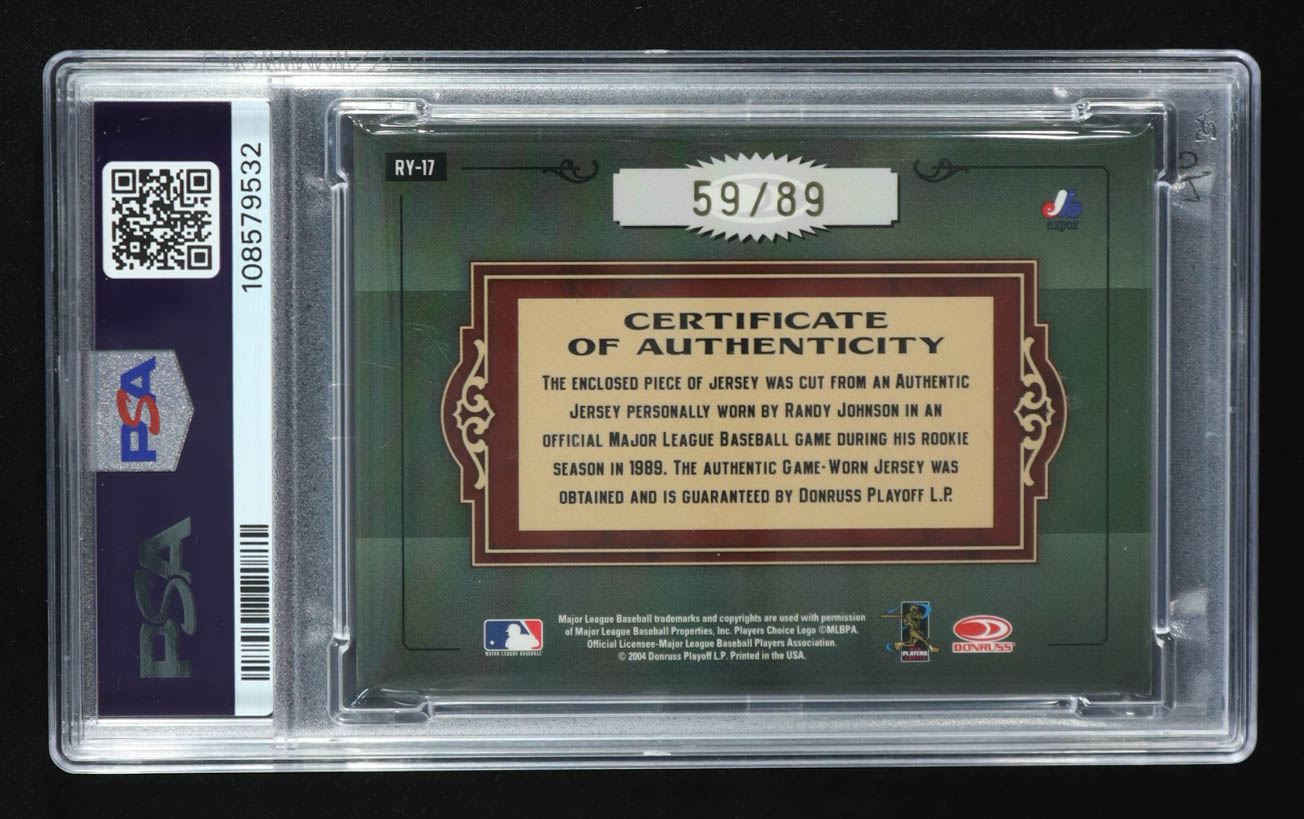 108579532
PSA
PSA
RY-17
59/89
expos
CERTIFICATE
OF AUTHENTICITY
THE ENCLOSED PIECE OF JERSEY WAS CUT FROM AN AUTHENTIC
JERSEY PERSONALLY WORN BY RANDY JOHNSON IN AN
OFFICIAL MAJOR LEAGUE BASEBALL GAME DURING HIS ROOKIE
SEASON IN 1989. THE AUTHENTIC GAME-WORN JERSEY WAS
OBTAINED AND IS GUARANTEED BY DONRUSS PLAYOFF L.P.
MAJOR LEAGUE BASEBALL
Major League Baseball trademarks and copyrights are used with permission
of Major League Baseball Properties, Inc. Players Choice Logo ©MLBPA.
Official Licensee-Major League Baseball Players Association.
© 2004 Donruss Playoff L.P. Printed in the USA.
PLAYERS
DONRUSS